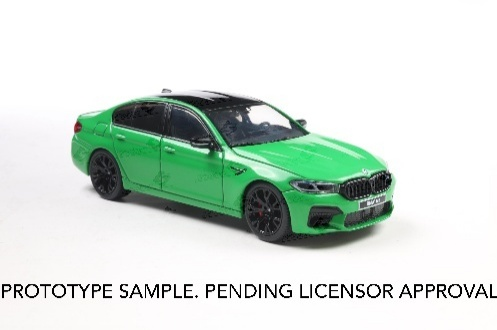 PROTOTYPE SAMPLE. PENDING LICENSOR APPROVAL